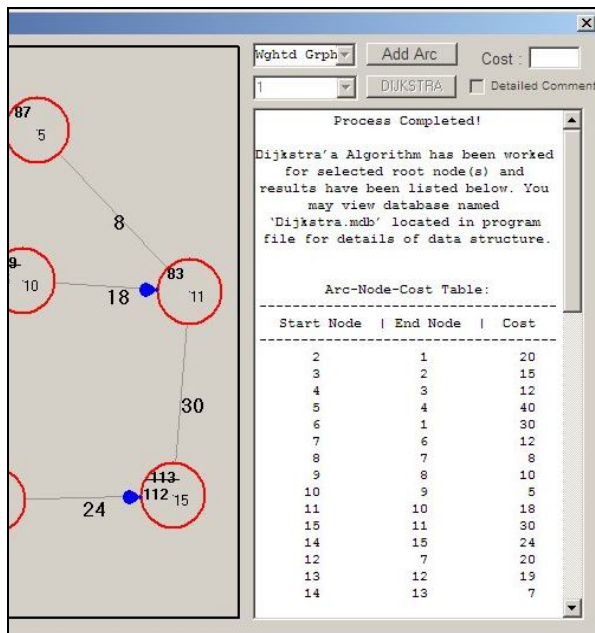 Wghtd Grph
Add Arc
Cost :
1
DIJKSTRA
Detailed Comment
87
5
8
9
10
18
83
11
30
113
112
15
24
Process Completed!
Dijkstra'a Algorithm has been worked
for selected root node(s) and
results have been listed below. You
may view database named
'Dijkstra.mdb' located in program
file for details of data structure.
Arc-Node-Cost Table:
Start Node | End Node | Cost
2 1 20
3 2 15
4 3 12
5 4 40
6 1 30
7 6 12
8 7 8
9 8 10
10 9 5
11 10 18
15 11 30
14 15 24
12 7 20
13 12 19
14 13 7